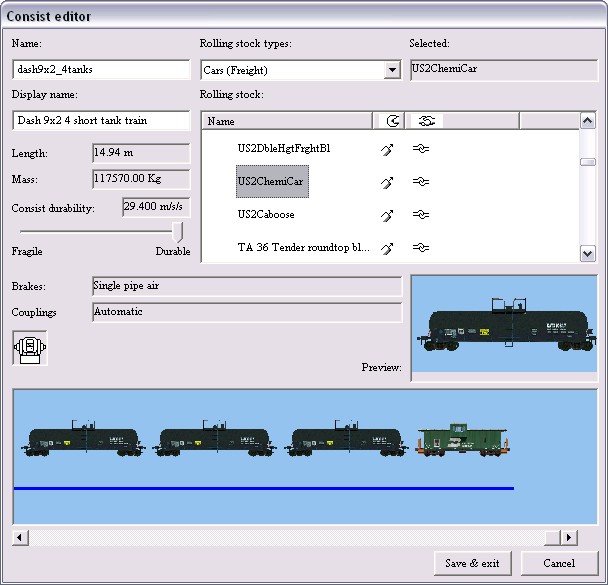 Consist editor
Name:
Rolling stock types:
Selected:
dash9x2_4tanks
Cars (Freight)
US2ChemiCar
Display name:
Rolling stock:
Dash 9x2 4 short tank train
Name
Length:
14.94 m
US2DbleHgtFrghtBl
Mass:
117570.00 Kg
US2ChemiCar
Consist durability:
29.400 m/s/s
US2Caboose
Fragile
Durable
TA 36 Tender roundtop bl...
Brakes:
Single pipe air
Couplings
Automatic
Preview:
Save & exit
Cancel